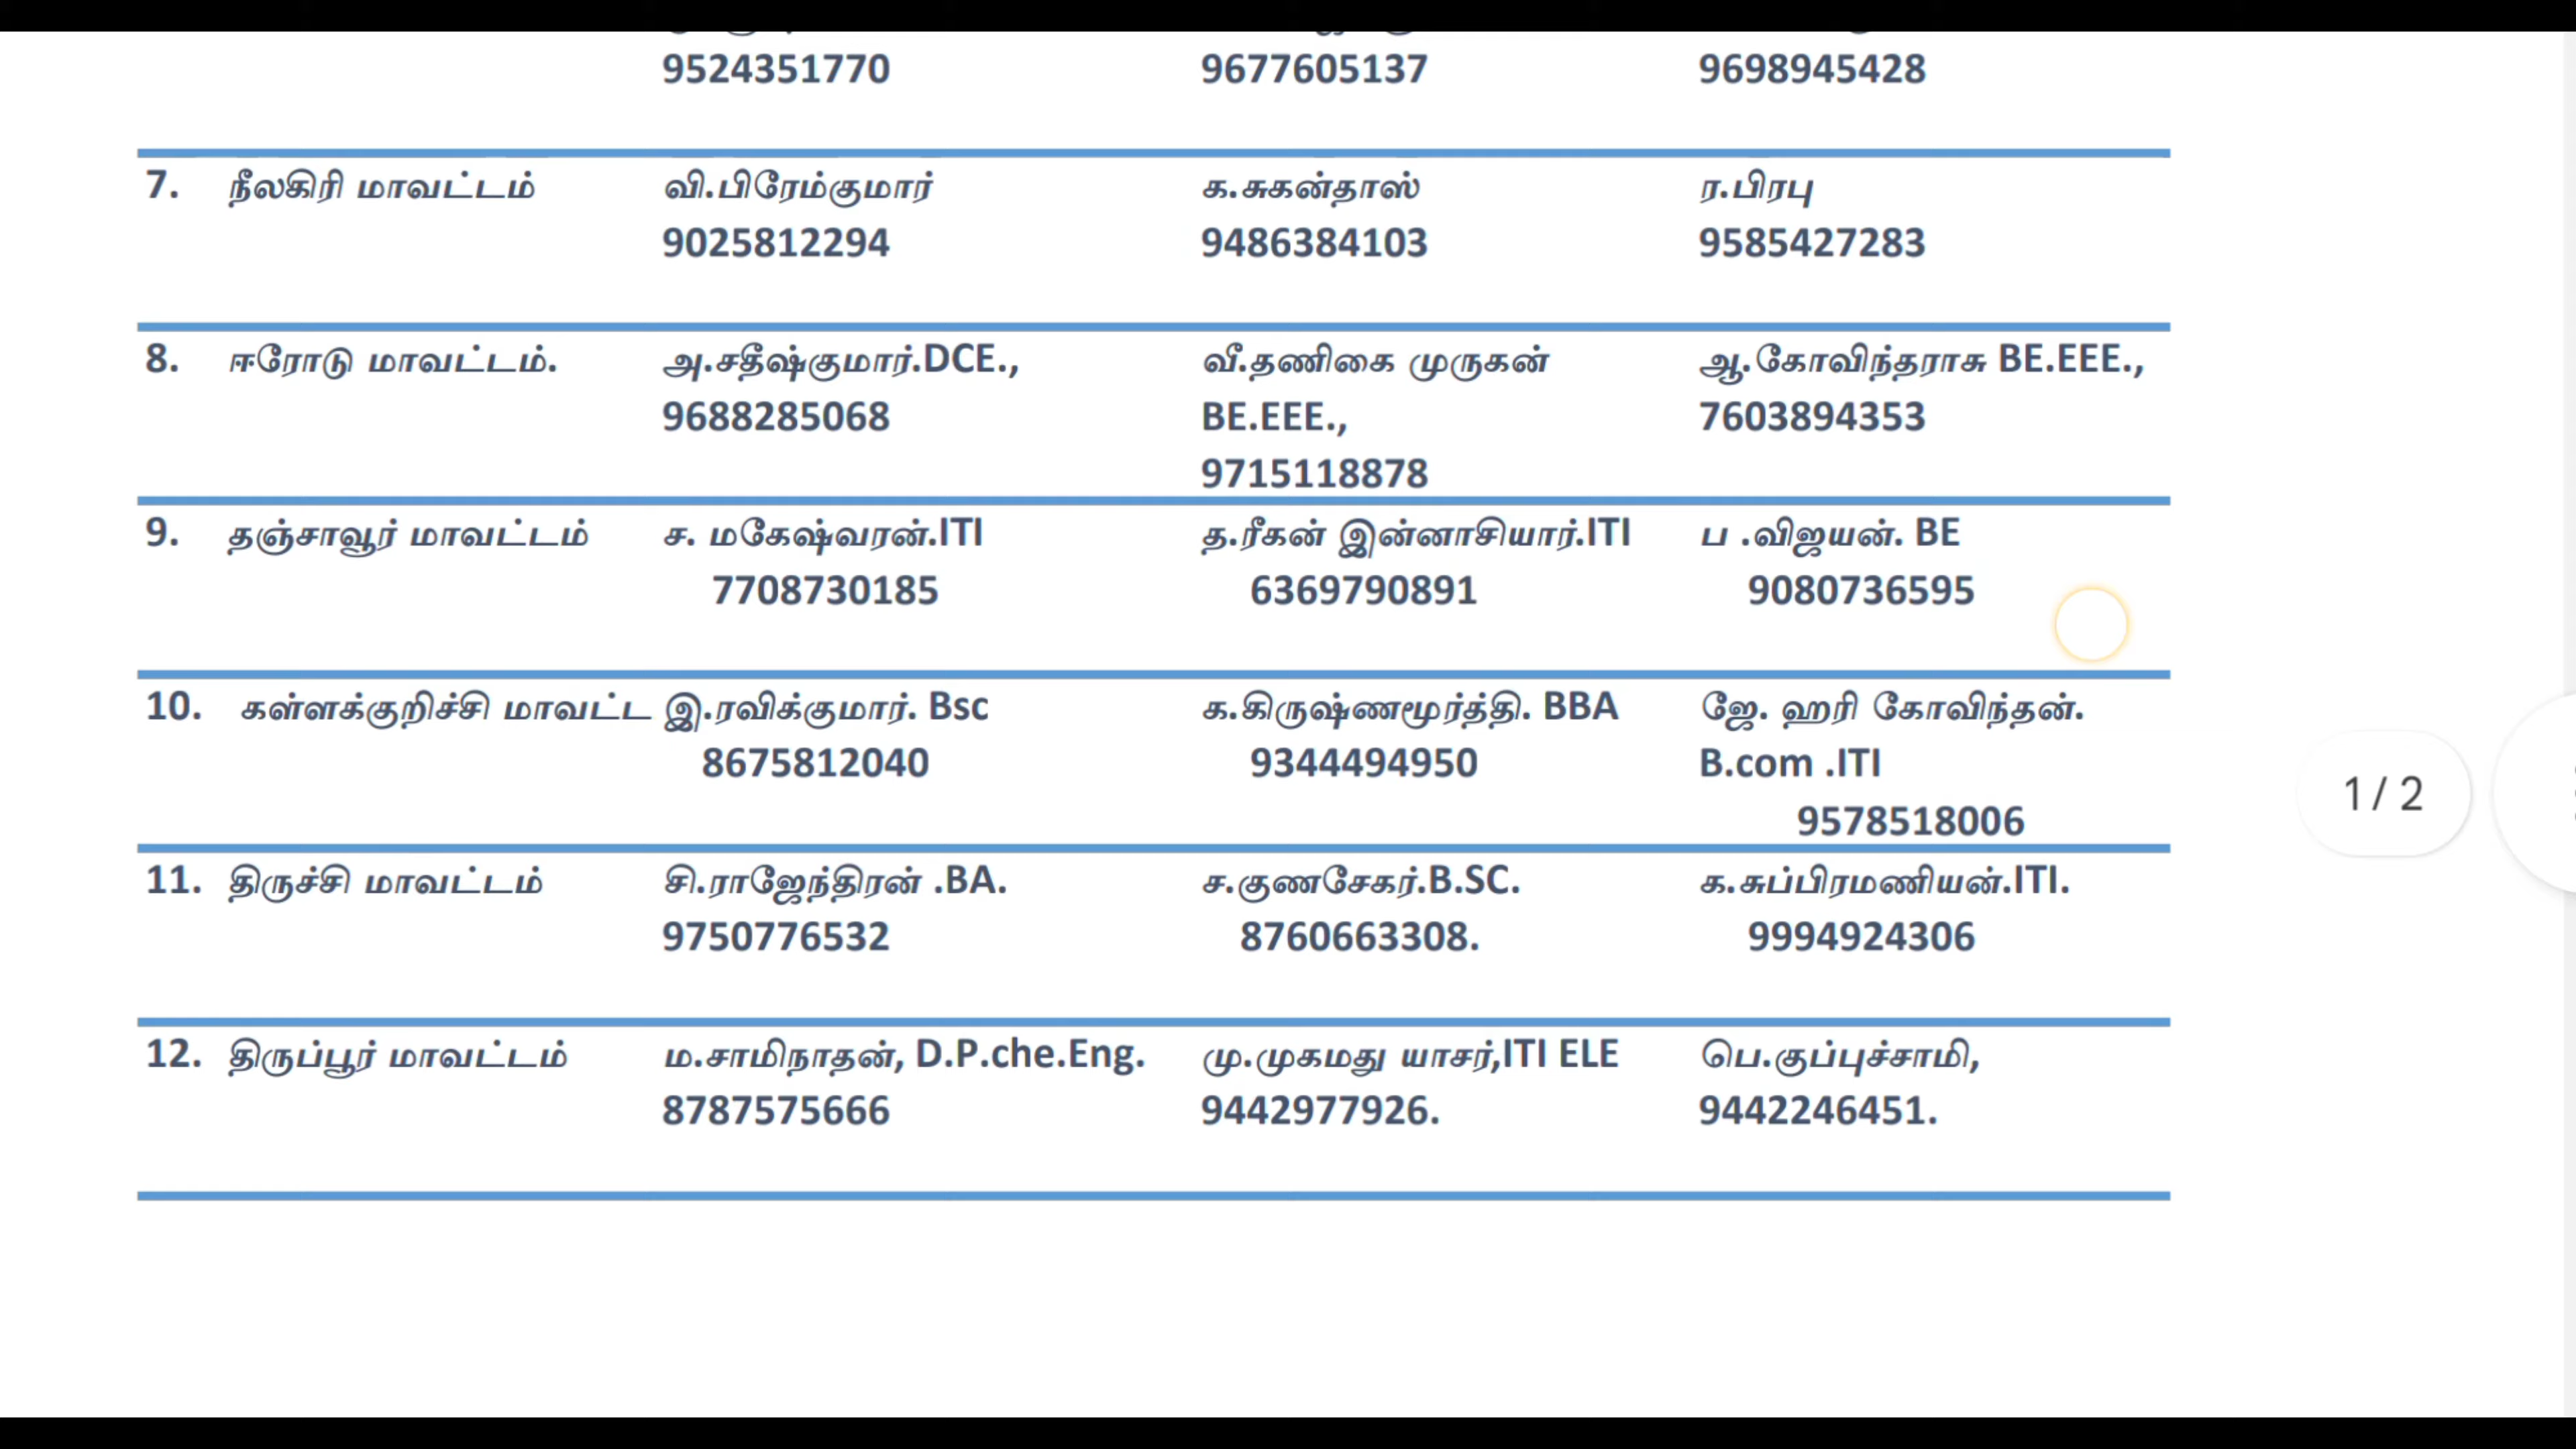 9524351770 9677605137 9698945428
7. நீலகிரி மாவட்டம் வி.பிரேம்குமார் க.சுகன்தாஸ் ர.பிரபு
9025812294 9486384103 9585427283
8. ஈரோடு மாவட்டம். அ.சதீஷ்குமார்.DCE., வீ.தணிகை முருகன் ஆ.கோவிந்தராசு BE.EEE.,
9688285068 BE.EEE., 7603894353
9715118878
9. தஞ்சாவூர் மாவட்டம் ச. மகேஷ்வரன்.ITI த.ரீகன் இன்னாசியார்.ITI ப .விஜயன். BE
7708730185 6369790891 9080736595
10. கள்ளக்குறிச்சி மாவட்ட இ.ரவிக்குமார். Bsc க.கிருஷ்ணமூர்த்தி. BBA ஜே. ஹரி கோவிந்தன்.
8675812040 9344494950 B.com .ITI
9578518006
11. திருச்சி மாவட்டம் சி.ராஜேந்திரன் .BA. ச.குணசேகர்.B.SC. க.சுப்பிரமணியன்.ITI.
9750776532 8760663308. 9994924306
12. திருப்பூர் மாவட்டம் ம.சாமிநாதன், D.P.che.Eng. மு.முகமது யாசர்,ITI ELE பெ.குப்புச்சாமி,
8787575666 9442977926. 9442246451.
1 / 2